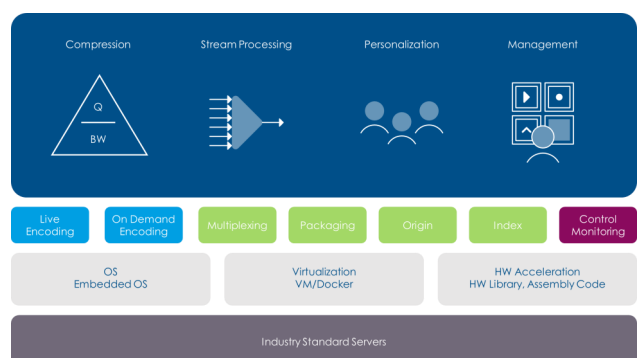 Compression
Stream Processing
Personalization
Management
Q
BW
Live
Encoding
On Demand
Encoding
Multiplexing
Packaging
Origin
Index
Control
Monitoring
OS
Embedded OS
Virtualization
VM/Docker
HW Acceleration
HW Library, Assembly Code
Industry Standard Servers